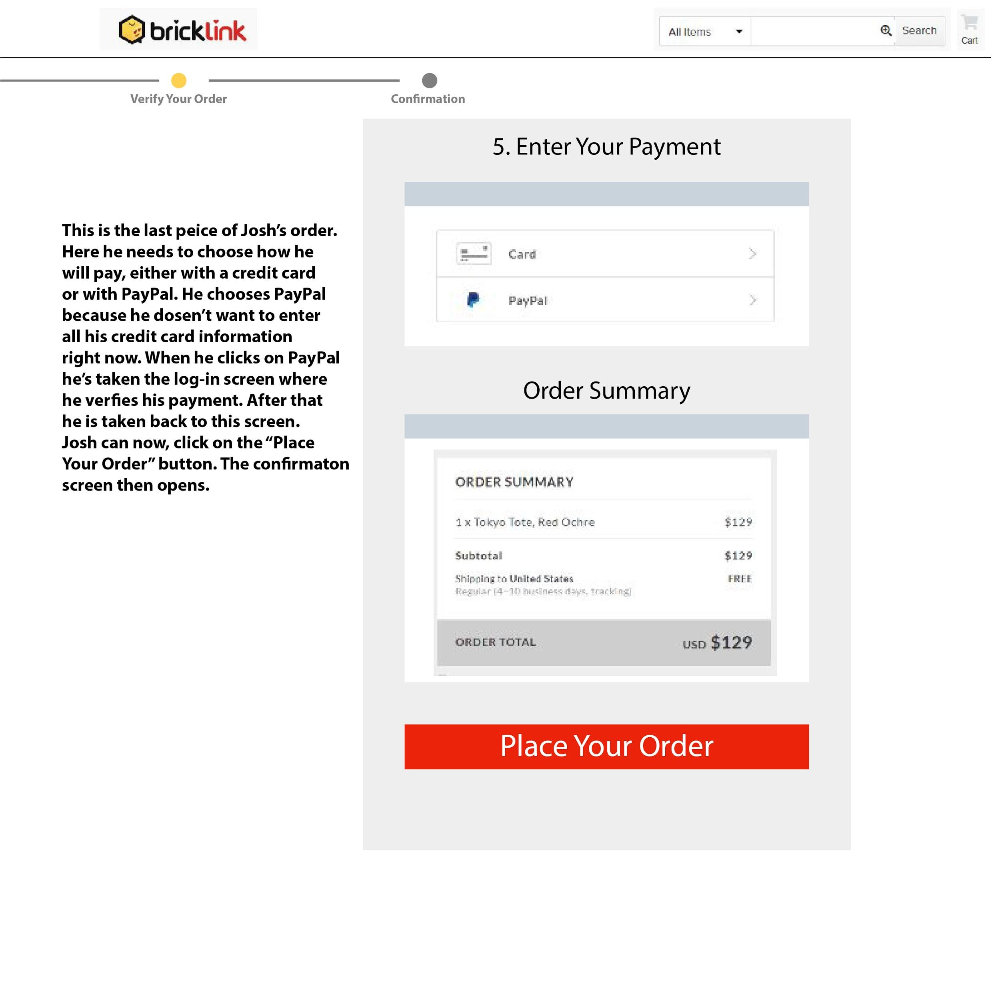 bricklink
All Items
Search
Cart
Verify Your Order
Confirmation
5. Enter Your Payment
This is the last peice of Josh’s order.
Here he needs to choose how he
will pay, either with a credit card
or with PayPal. He chooses PayPal
because he dosen’t want to enter
all his credit card information
right now. When he clicks on PayPal
he’s taken the log-in screen where
he verfies his payment. After that
he is taken back to this screen.
Josh can now, click on the “Place
Your Order” button. The confirmaton
screen then opens.
Card
PayPal
Order Summary
ORDER SUMMARY
1 x Tokyo Tote, Red Ochre $129
Subtotal $129
Shipping to United States FREE
Regular (4–10 business days, tracking)
ORDER TOTAL USD $129
Place Your Order